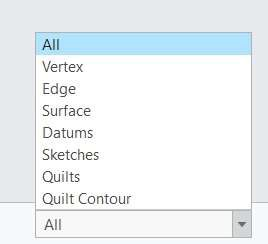 All
Vertex
Edge
Surface
Datums
Sketches
Quilts
Quilt Contour
All